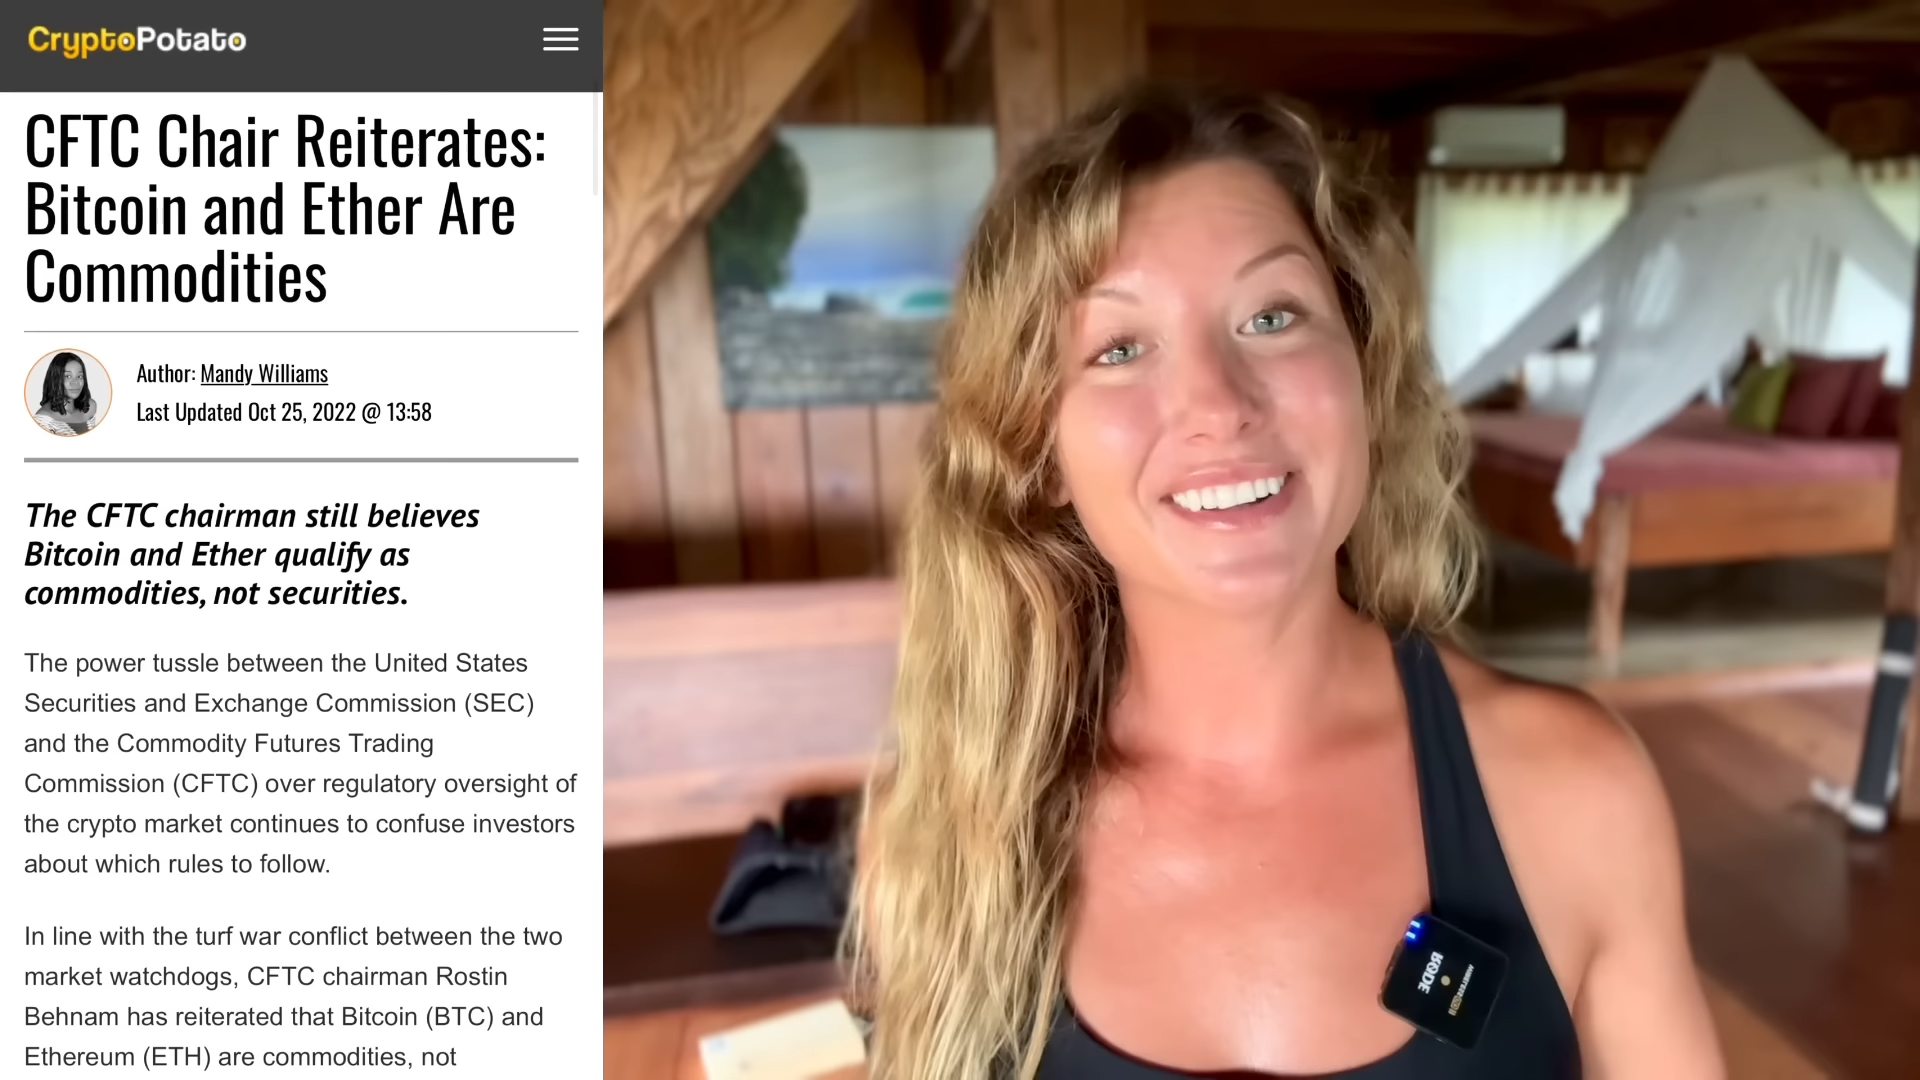 CryptoPotato
CFTC Chair Reiterates:
Bitcoin and Ether Are
Commodities
Author: Mandy Williams
Last Updated Oct 25, 2022 @ 13:58
The CFTC chairman still believes
Bitcoin and Ether qualify as
commodities, not securities.
The power tussle between the United States
Securities and Exchange Commission (SEC)
and the Commodity Futures Trading
Commission (CFTC) over regulatory oversight of
the crypto market continues to confuse investors
about which rules to follow.
In line with the turf war conflict between the two
market watchdogs, CFTC chairman Rostin
Behnam has reiterated that Bitcoin (BTC) and
Ethereum (ETH) are commodities, not
RØDE